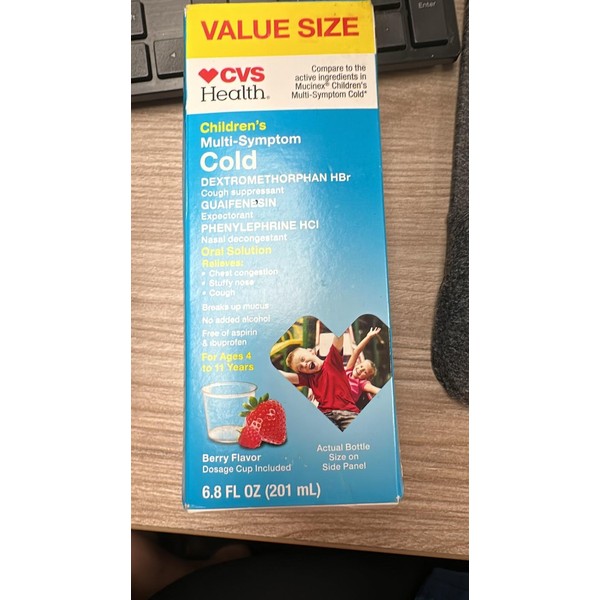 Enter
VALUE SIZE
CVS
Health®
Compare to the
active ingredients in
Mucinex® Children's
Multi-Symptom Cold*
Children's
Multi-Symptom
Cold
DEXTROMETHORPHAN HBr
Cough suppressant
GUAIFENESIN
Expectorant
PHENYLEPHRINE HCl
Nasal decongestant
Oral Solution
Relieves:
• Chest congestion
• Stuffy nose
• Cough
Breaks up mucus
No added alcohol
Free of aspirin
& ibuprofen
For Ages 4
to 11 Years
Berry Flavor
Dosage Cup Included
Actual Bottle
Size on
Side Panel
6.8 FL OZ (201 mL)